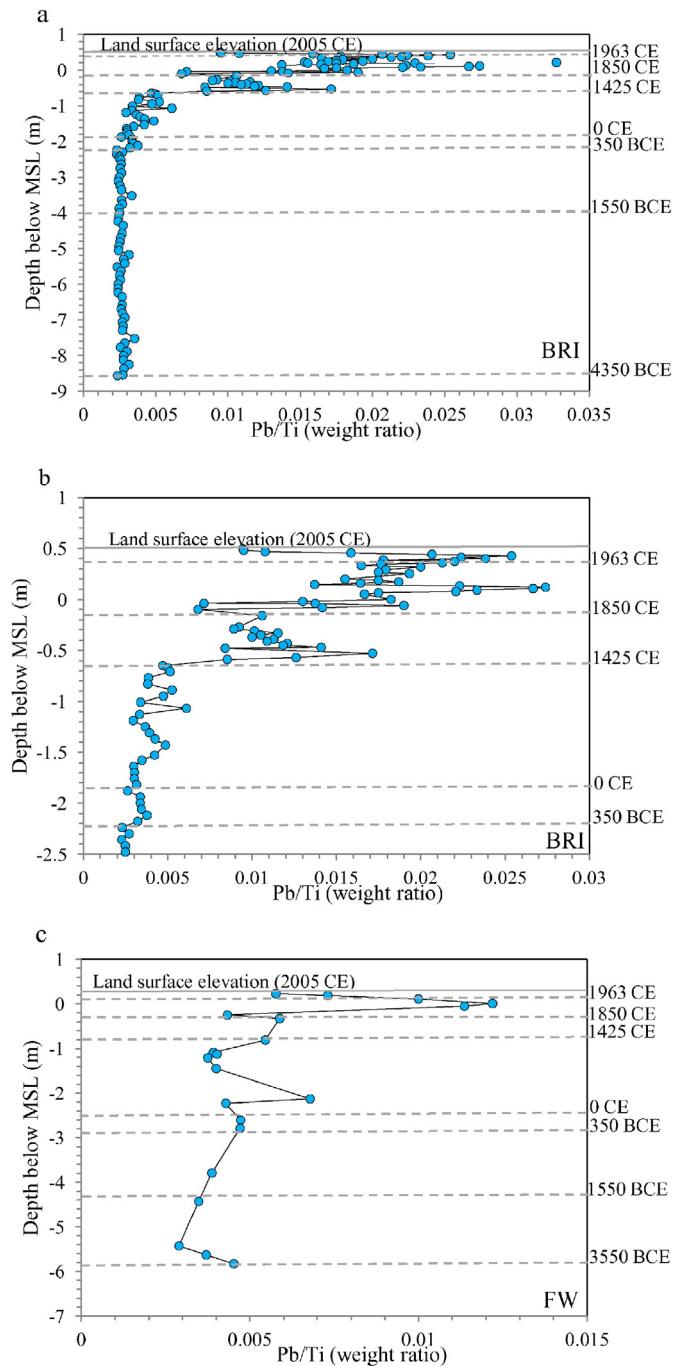 a
1
Land surface elevation (2005 CE)
1963 CE
0
1850 CE
1425 CE
-1
0 CE
-2
350 BCE
-3
-4
1550 BCE
-5
-6
-7
-8
BRI
4350 BCE
-9
Depth below MSL (m)
0 0.005 0.01 0.015 0.02 0.025 0.03 0.035
Pb/Ti (weight ratio)
b
1
Land surface elevation (2005 CE)
0.5
1963 CE
0
1850 CE
-0.5
1425 CE
-1
-1.5
0 CE
-2
350 BCE
BRI
-2.5
Depth below MSL (m)
0 0.005 0.01 0.015 0.02 0.025 0.03
Pb/Ti (weight ratio)
c
1
Land surface elevation (2005 CE)
1963 CE
0
1850 CE
1425 CE
-1
-2
0 CE
350 BCE
-3
-4
1550 BCE
-5
3550 BCE
-6
FW
-7
Depth below MSL (m)
0 0.005 0.01 0.015
Pb/Ti (weight ratio)